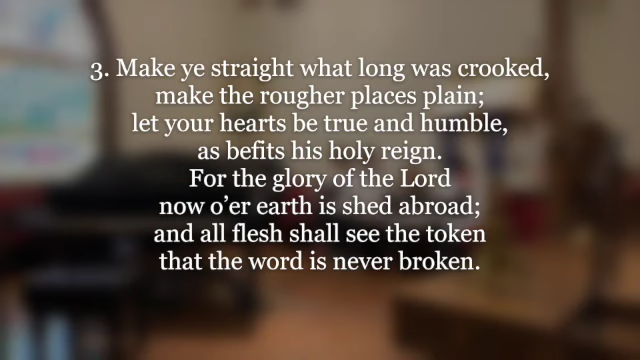 3. Make ye straight what long was crooked,
make the rougher places plain;
let your hearts be true and humble,
as befits his holy reign.
For the glory of the Lord
now o’er earth is shed abroad;
and all flesh shall see the token
that the word is never broken.